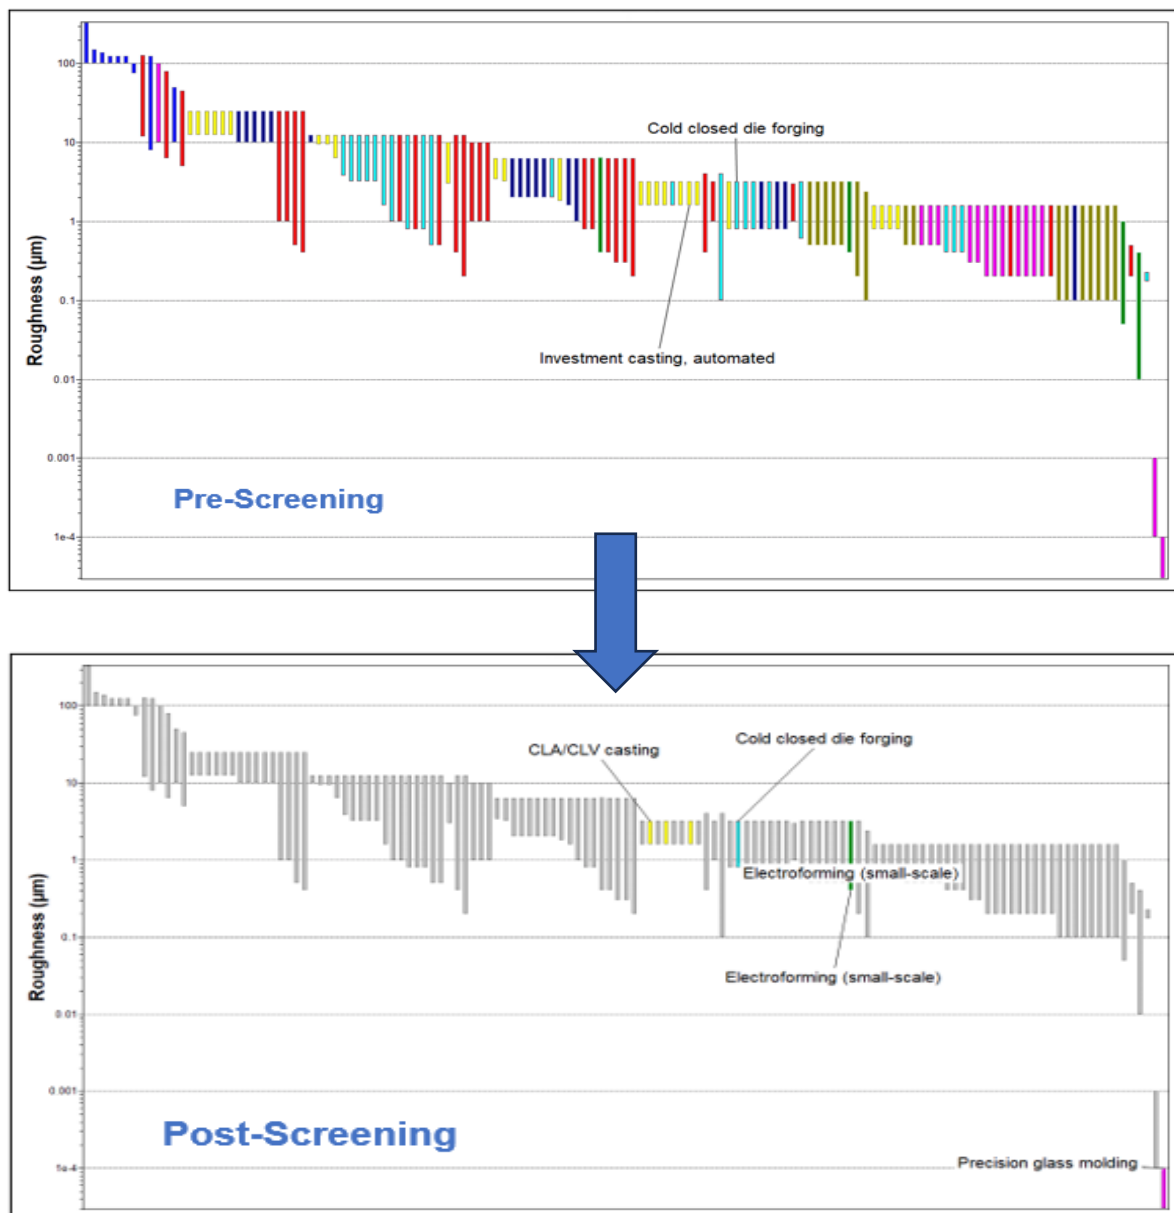 100
Cold closed die forging
10
1
Roughness (µm)
0.1
Investment casting, automated
0.01
0.001
Pre-Screening
1e-4
100
Cold closed die forging
CLA/CLV casting
10
1
Electroforming (small-scale)
Roughness (µm)
0.1
Electroforming (small-scale)
0.01
0.001
Post-Screening
Precision glass molding
1e-4